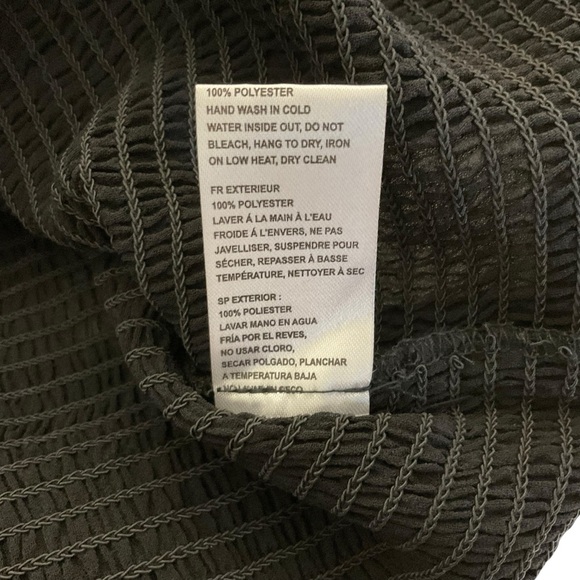 100% POLYESTER
HAND WASH IN COLD
WATER INSIDE OUT, DO NOT
BLEACH, HANG TO DRY, IRON
ON LOW HEAT, DRY CLEAN
FR EXTERIEUR
100% POLYESTER
LAVER Á LA MAIN À L'EAU
FROIDE Á L'ENVERS, NE PAS
JAVELLISER, SUSPENDRE POUR
SÉCHER, REPASSER À BASSE
TEMPÉRATURE, NETTOYER À SEC
SP EXTERIOR :
100% POLIESTER
LAVAR MANO EN AGUA
FRÍA POR EL REVES,
NO USAR CLORO,
SECAR POLGADO, PLANCHAR
A TEMPERATURA BAJA